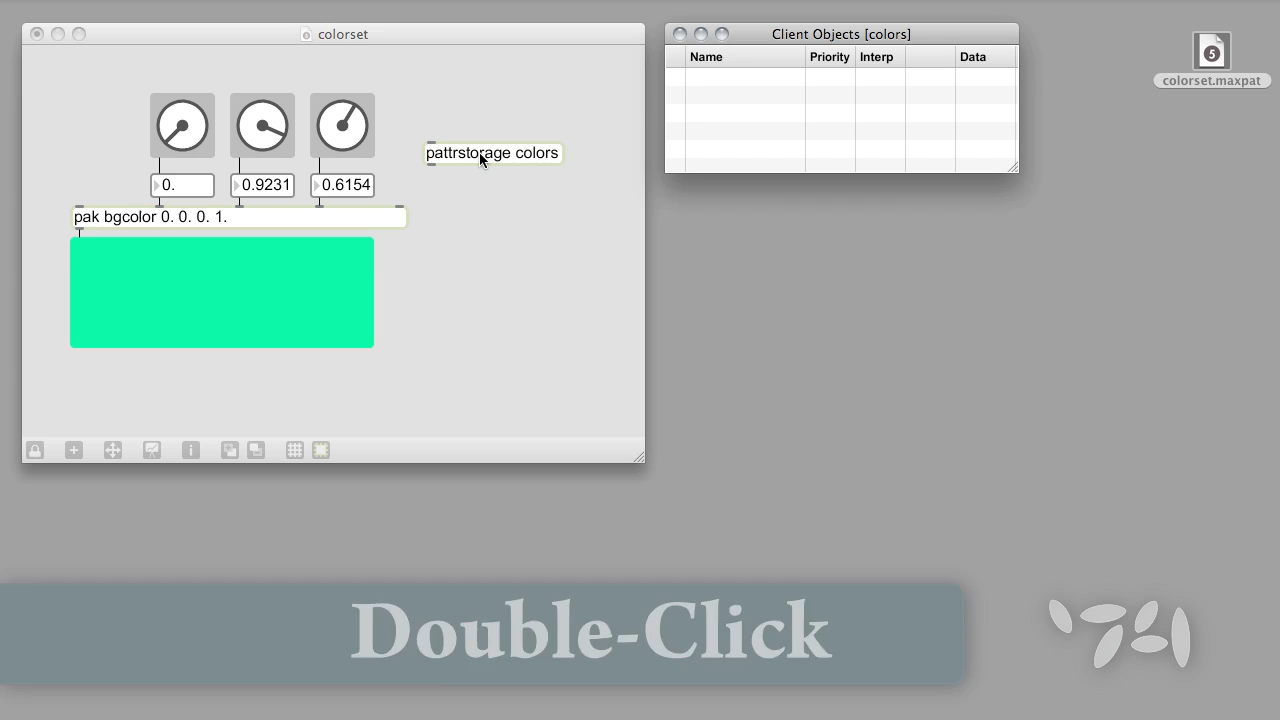 colorset
Client Objects [colors]
Name Priority Interp Data
5
colorset.maxpat
pattrstorage colors
0. 0.9231 0.6154
pak bgcolor 0. 0. 0. 1.
i
Double-Click